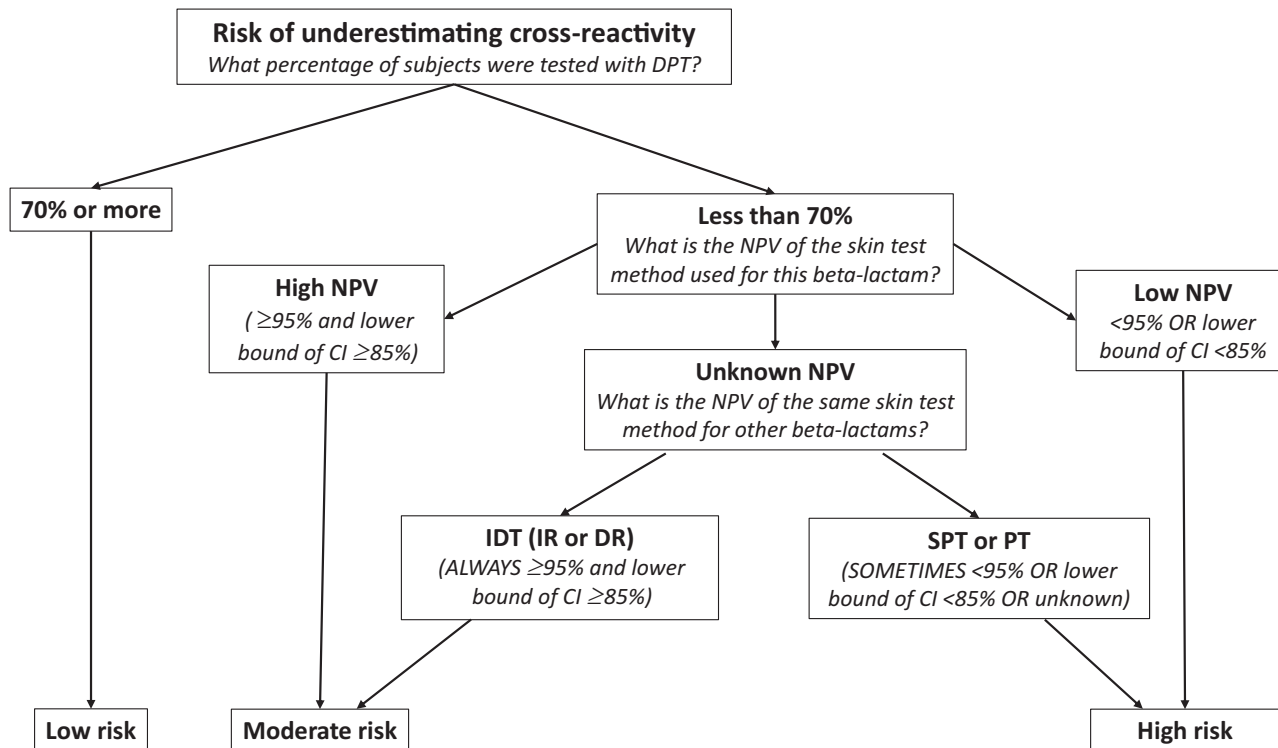 Risk of underestimating cross-reactivity
What percentage of subjects were tested with DPT?
70% or more
Less than 70%
What is the NPV of the skin test
method used for this beta-lactam?
High NPV
( ≥95% and lower
bound of CI ≥85%)
Low NPV
<95% OR lower
bound of CI <85%
Unknown NPV
What is the NPV of the same skin test
method for other beta-lactams?
IDT (IR or DR)
(ALWAYS ≥95% and lower
bound of CI ≥85%)
SPT or PT
(SOMETIMES <95% OR lower
bound of CI <85% OR unknown)
Low risk
Moderate risk
High risk